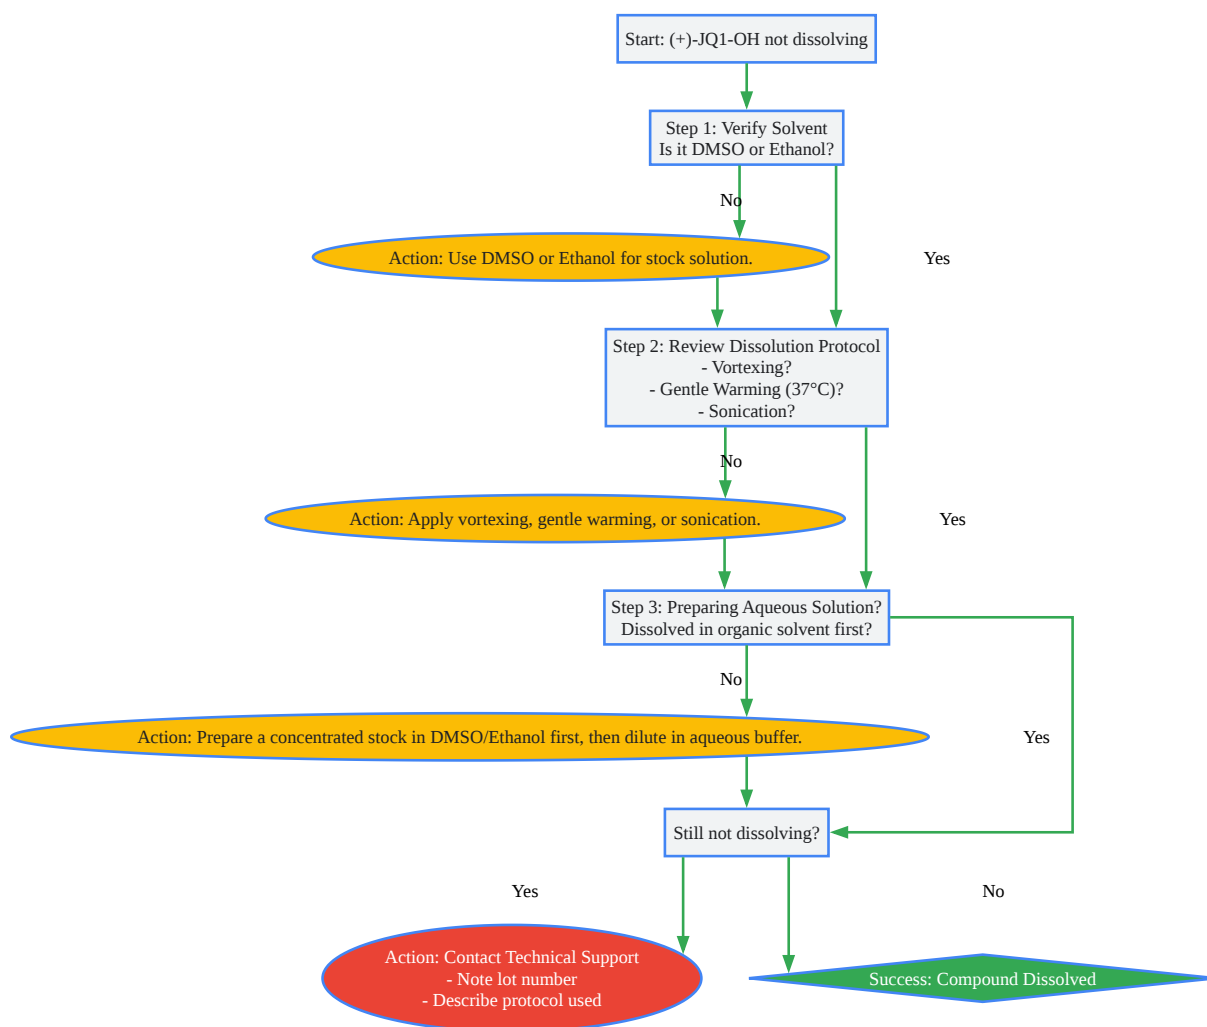 Start: (+)-JQ1-OH not dissolving
Step 1: Verify Solvent
Is it DMSO or Ethanol?
No
Action: Use DMSO or Ethanol for stock solution.
Yes
Step 2: Review Dissolution Protocol
- Vortexing?
- Gentle Warming (37°C)?
- Sonication?
No
Action: Apply vortexing, gentle warming, or sonication.
Yes
Step 3: Preparing Aqueous Solution?
Dissolved in organic solvent first?
No
Action: Prepare a concentrated stock in DMSO/Ethanol first, then dilute in aqueous buffer.
Yes
Still not dissolving?
Yes
No
Action: Contact Technical Support
- Note lot number
- Describe protocol used
Success: Compound Dissolved